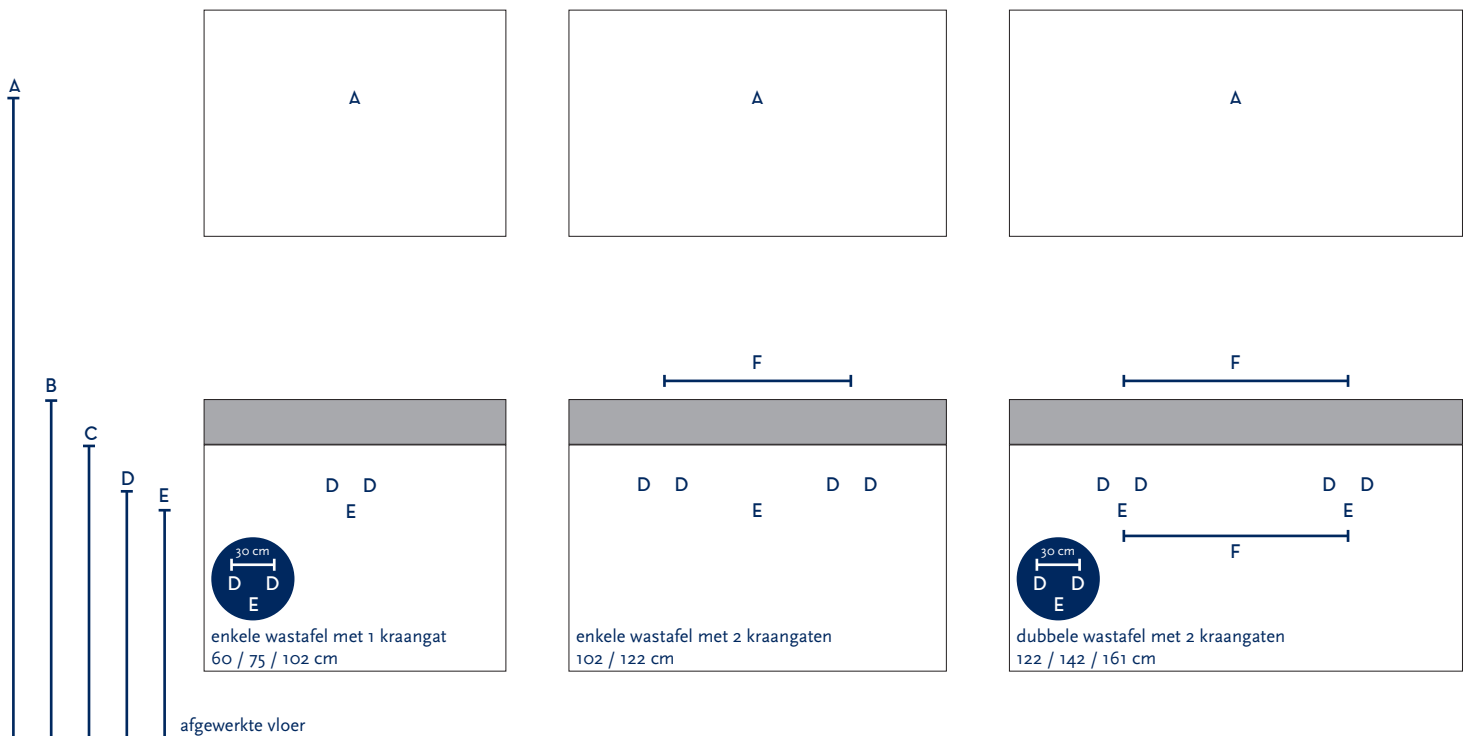 A
A
A
A
F
F
B
C
D
E
D D
E
D D
D D
E
D D
D D
E
E
F
30 cm
D D
E
30 cm
D D
E
enkele wastafel met 1 kraangat
60 / 75 / 102 cm
enkele wastafel met 2 kraangaten
102 / 122 cm
dubbele wastafel met 2 kraangaten
122 / 142 / 161 cm
afgewerkte vloer